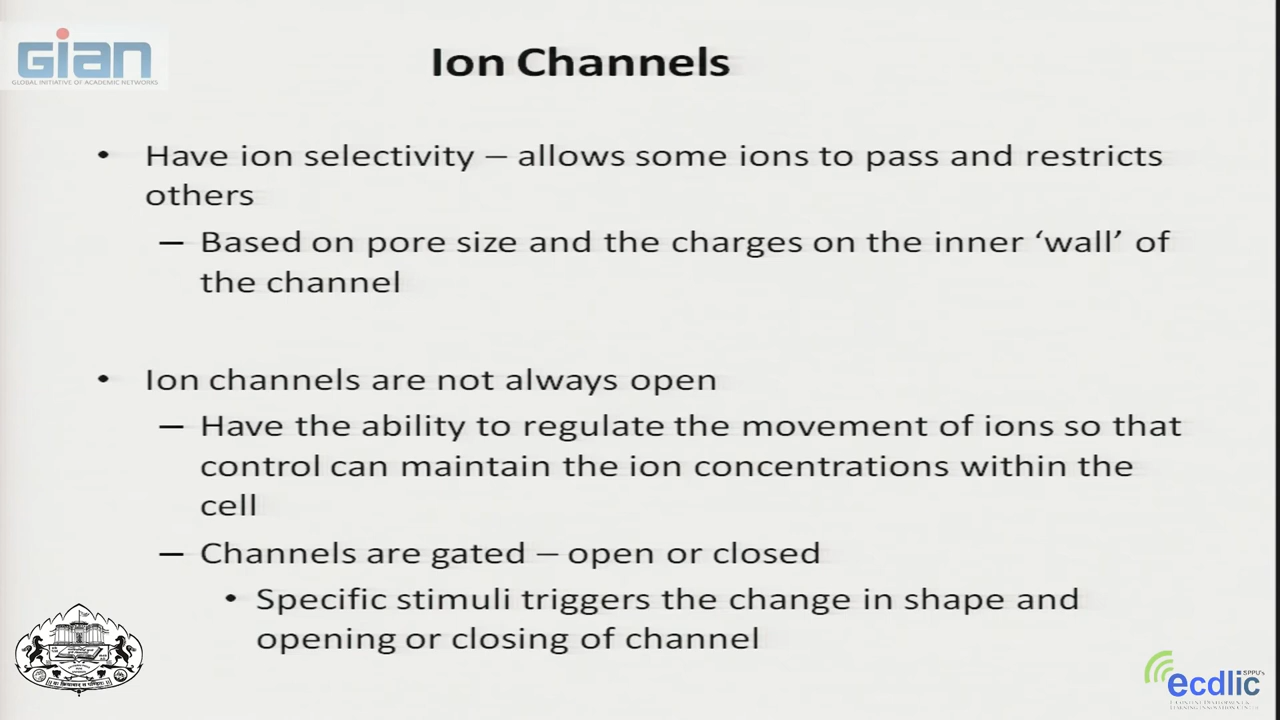 GIAN
GLOBAL INITIATIVE OF ACADEMIC NETWORKS
Ion Channels
• Have ion selectivity – allows some ions to pass and restricts
others
– Based on pore size and the charges on the inner ‘wall’ of
the channel
• Ion channels are not always open
– Have the ability to regulate the movement of ions so that
control can maintain the ion concentrations within the
cell
– Channels are gated – open or closed
• Specific stimuli triggers the change in shape and
opening or closing of channel
SPPU's
ecdlic